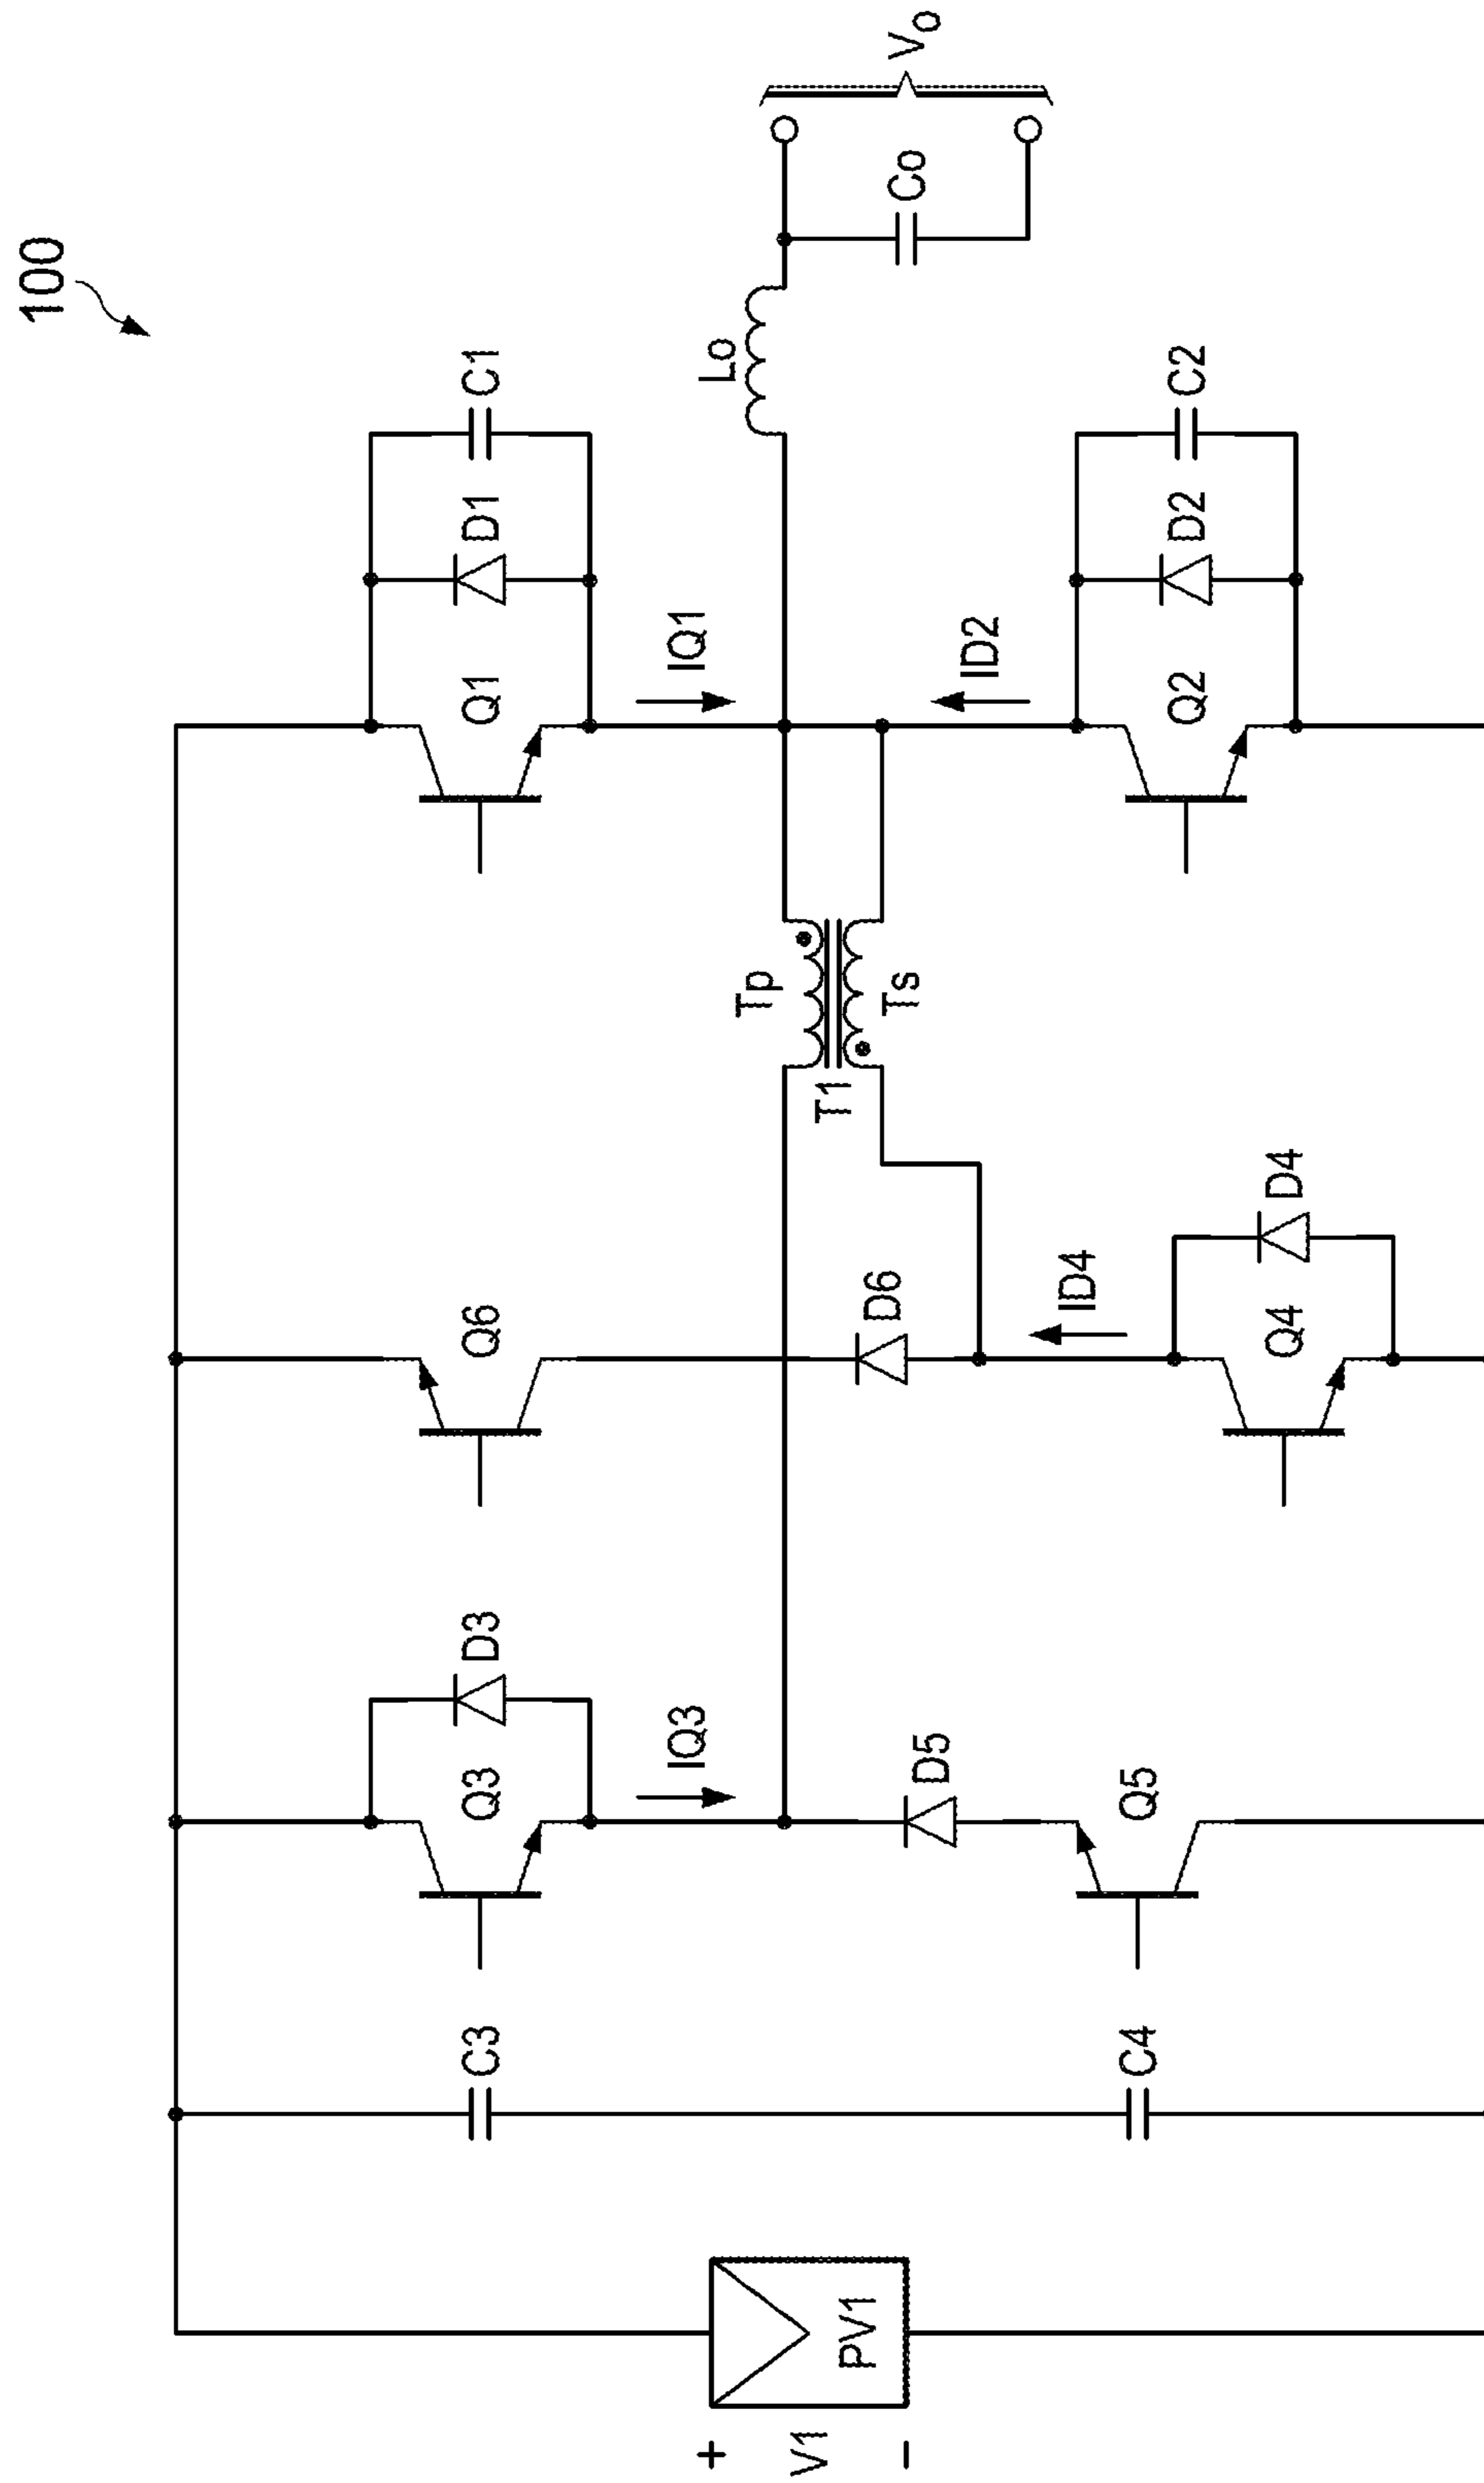 100
Q1
D1
C1
IQ1
Lo
Co
Vo
ID2
Q2
D2
C2
Tp
Ts
T1
Q6
D6
ID4
Q4
D4
Q3
D3
IQ3
D5
Q5
C3
C4
+
V1
−
PV1